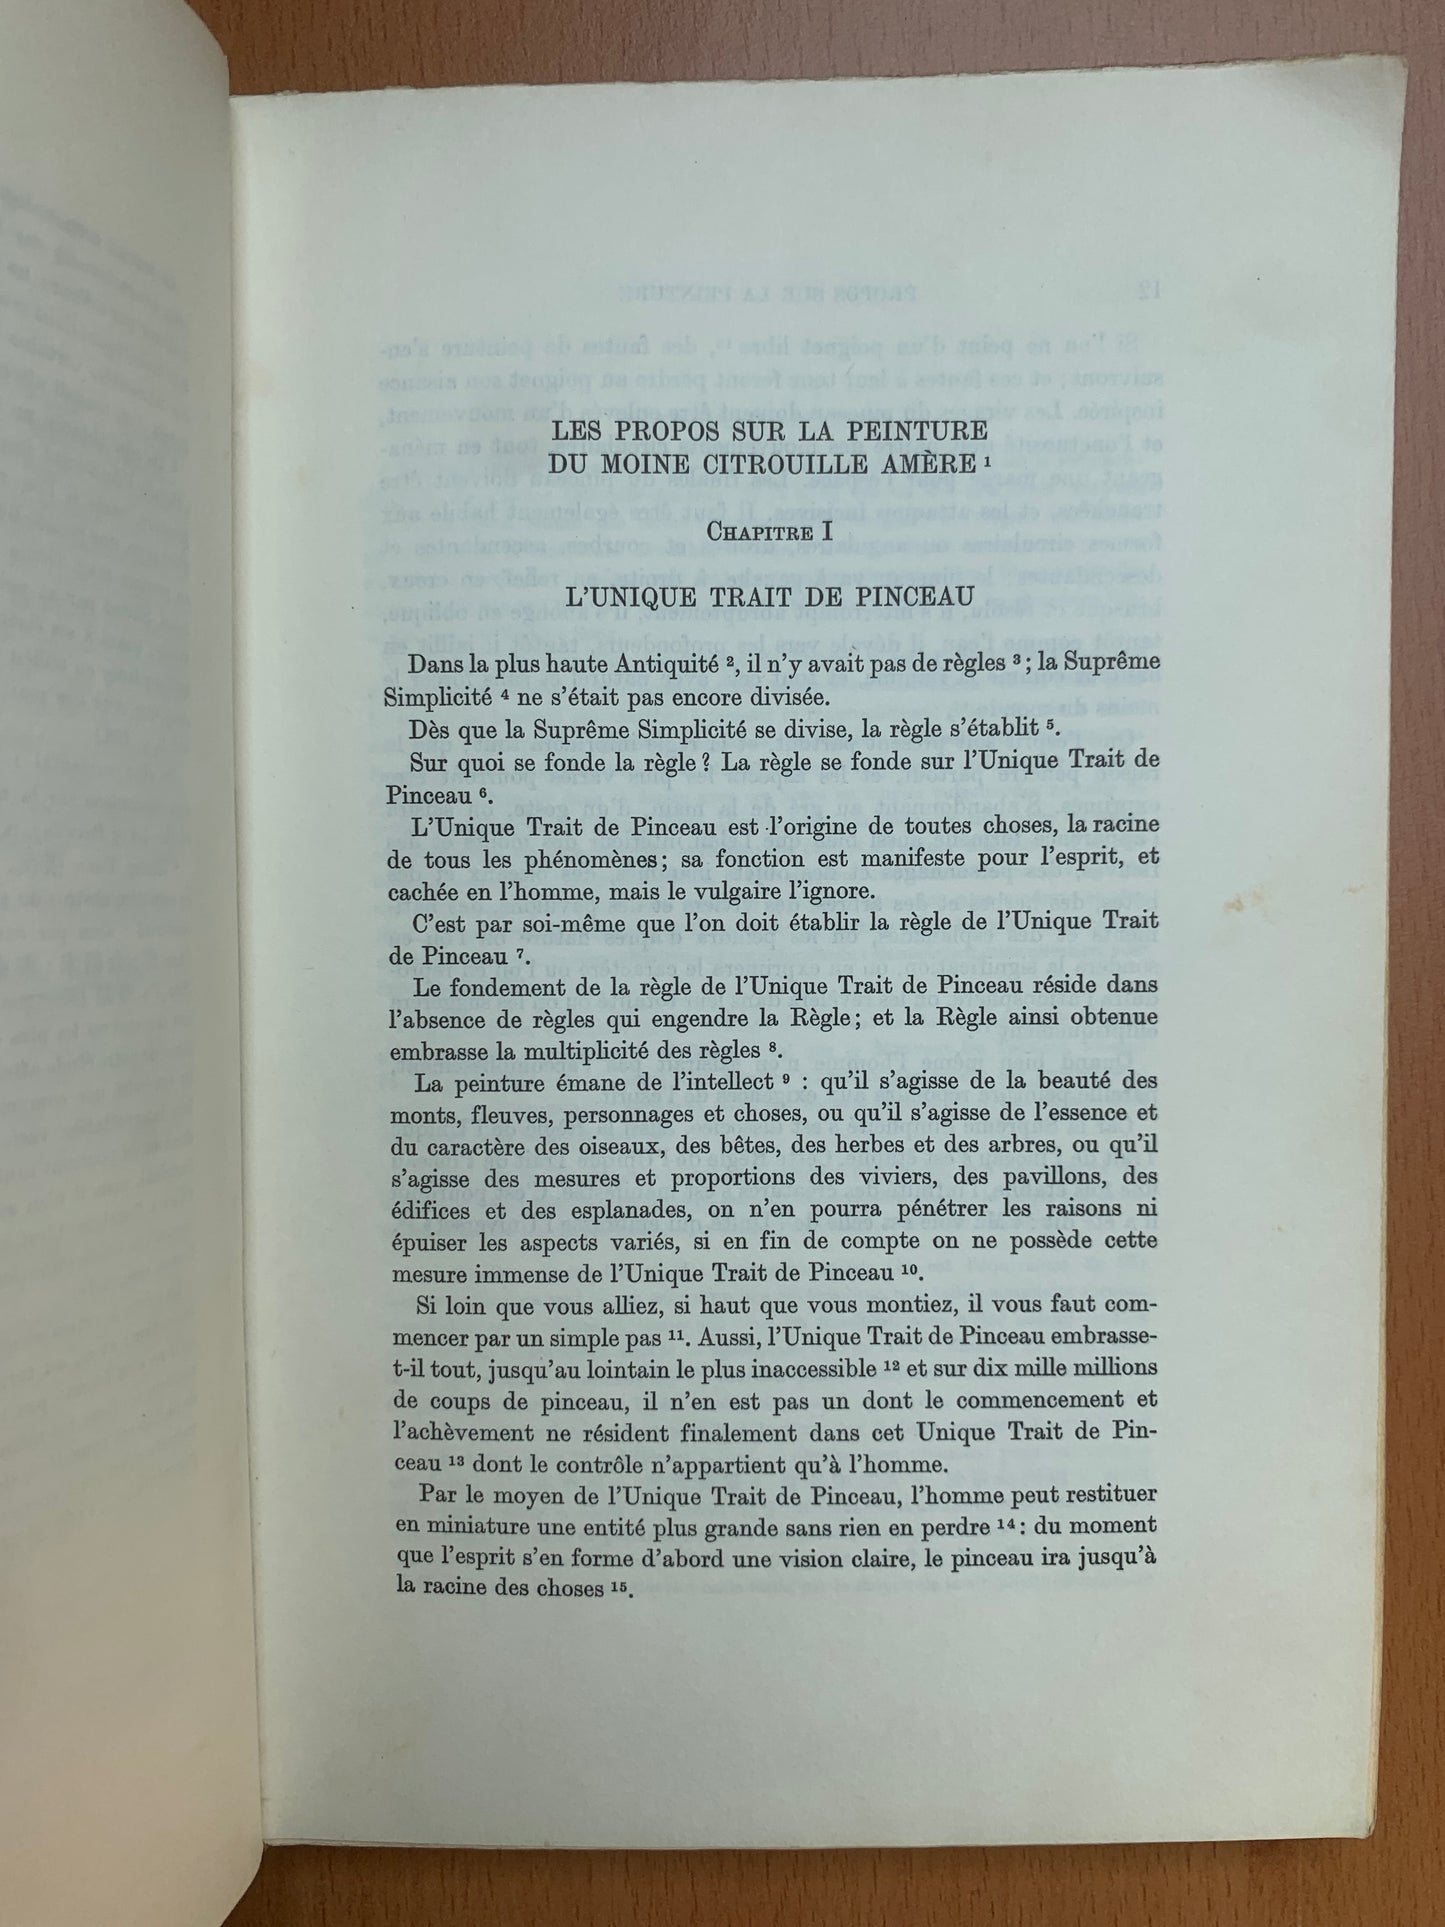 LES PROPOS SUR LA PEINTURE
DU MOINE CITROUILLE AMÈRE ¹
CHAPITRE I
L'UNIQUE TRAIT DE PINCEAU
Dans la plus haute Antiquité ², il n'y avait pas de règles ³ ; la Suprême
Simplicité ⁴ ne s'était pas encore divisée.
Dès que la Suprême Simplicité se divise, la règle s'établit ⁵.
Sur quoi se fonde la règle ? La règle se fonde sur l'Unique Trait de
Pinceau ⁶.
L'Unique Trait de Pinceau est l'origine de toutes choses, la racine
de tous les phénomènes ; sa fonction est manifeste pour l'esprit, et
cachée en l'homme, mais le vulgaire l'ignore.
C'est par soi-même que l'on doit établir la règle de l'Unique Trait
de Pinceau ⁷.
Le fondement de la règle de l'Unique Trait de Pinceau réside dans
l'absence de règles qui engendre la Règle ; et la Règle ainsi obtenue
embrasse la multiplicité des règles ⁸.
La peinture émane de l'intellect ⁹ : qu'il s'agisse de la beauté des
monts, fleuves, personnages et choses, ou qu'il s'agisse de l'essence et
du caractère des oiseaux, des bêtes, des herbes et des arbres, ou qu'il
s'agisse des mesures et proportions des viviers, des pavillons, des
édifices et des esplanades, on n'en pourra pénétrer les raisons ni
épuiser les aspects variés, si en fin de compte on ne possède cette
mesure immense de l'Unique Trait de Pinceau ¹⁰.
Si loin que vous alliez, si haut que vous montiez, il vous faut com-
mencer par un simple pas ¹¹. Aussi, l'Unique Trait de Pinceau embrasse-
t-il tout, jusqu'au lointain le plus inaccessible ¹² et sur dix mille millions
de coups de pinceau, il n'en est pas un dont le commencement et
l'achèvement ne résident finalement dans cet Unique Trait de Pin-
ceau ¹³ dont le contrôle n'appartient qu'à l'homme.
Par le moyen de l'Unique Trait de Pinceau, l'homme peut restituer
en miniature une entité plus grande sans rien en perdre ¹⁴ : du moment
que l'esprit s'en forme d'abord une vision claire, le pinceau ira jusqu'à
la racine des choses ¹⁵.